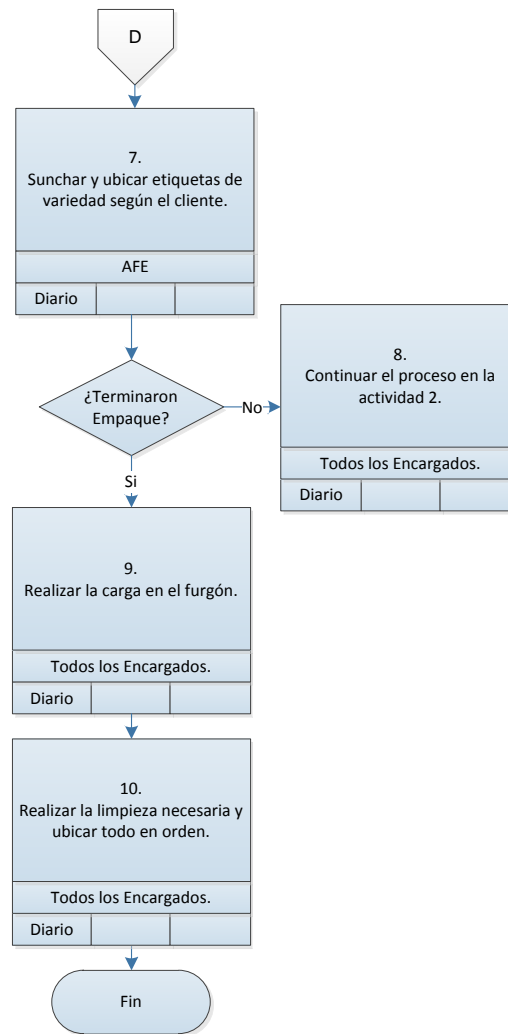 D
7.
Sunchar y ubicar etiquetas de
variedad según el cliente.
AFE
Diario
¿Terminaron
Empaque?
No
8.
Continuar el proceso en la
actividad 2.
Todos los Encargados.
Diario
Si
9.
Realizar la carga en el furgón.
Todos los Encargados.
Diario
10.
Realizar la limpieza necesaria y
ubicar todo en orden.
Todos los Encargados.
Diario
Fin